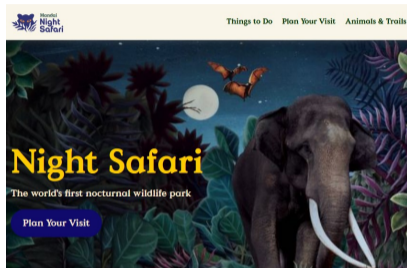 Mandai
Night
Safari
Things to Do
Plan Your Visit
Animals & Trails
Night Safari
The world's first nocturnal wildlife park
Plan Your Visit